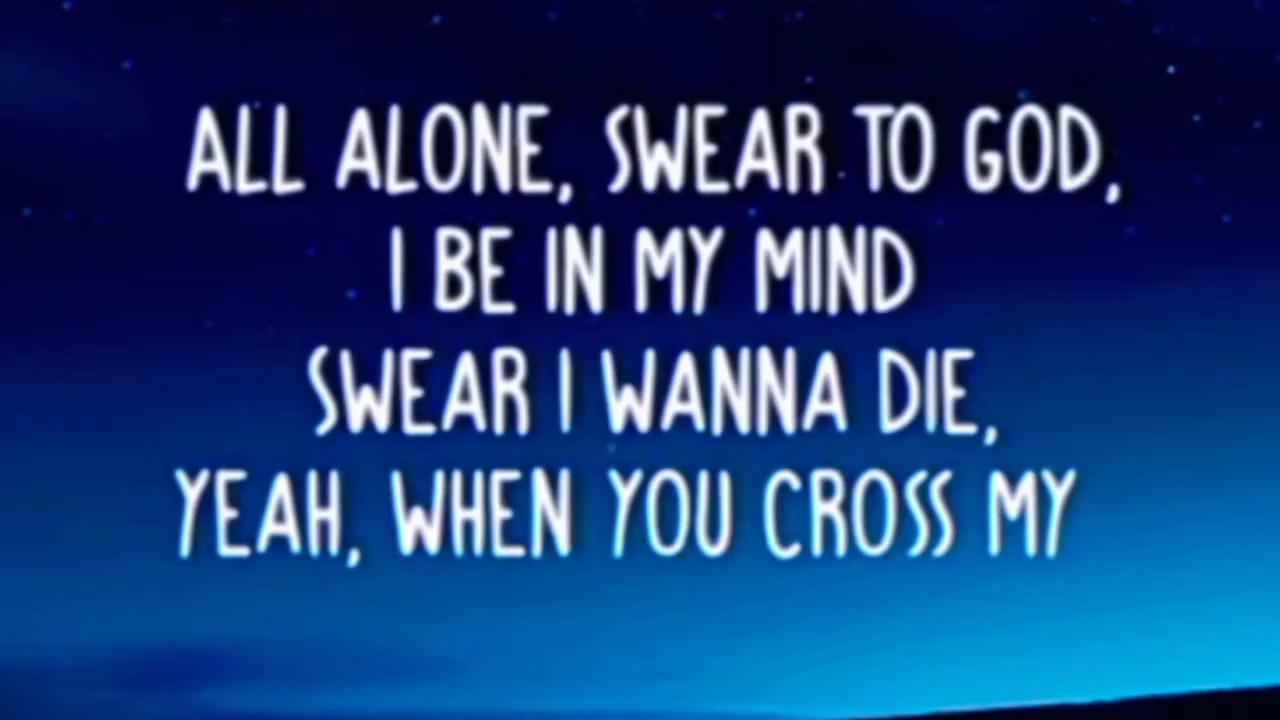 ALL ALONE, SWEAR TO GOD,
I BE IN MY MIND
SWEAR I WANNA DIE,
YEAH, WHEN YOU CROSS MY